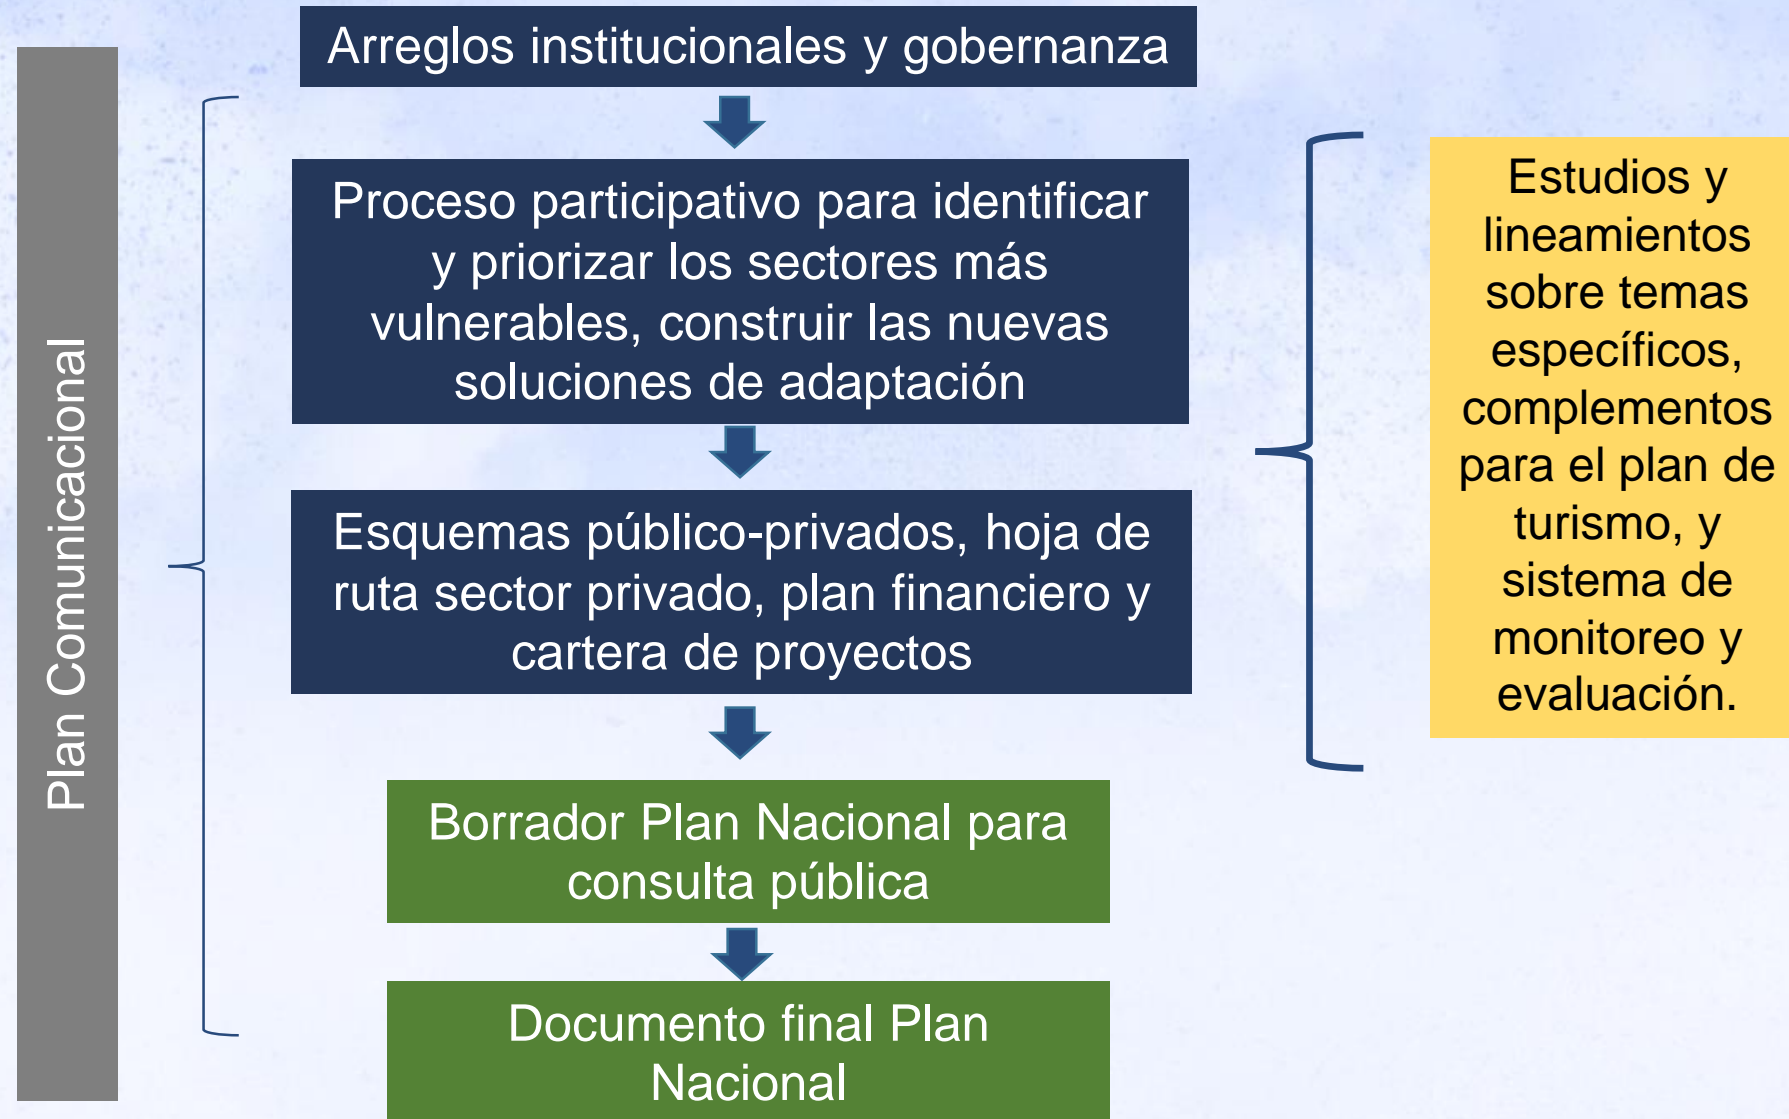 Plan Comunicacional
Arreglos institucionales y gobernanza
Proceso participativo para identificar
y priorizar los sectores más
vulnerables, construir las nuevas
soluciones de adaptación
Esquemas público-privados, hoja de
ruta sector privado, plan financiero y
cartera de proyectos
Borrador Plan Nacional para
consulta pública
Documento final Plan
Nacional
Estudios y
lineamientos
sobre temas
específicos,
complementos
para el plan de
turismo, y
sistema de
monitoreo y
evaluación.